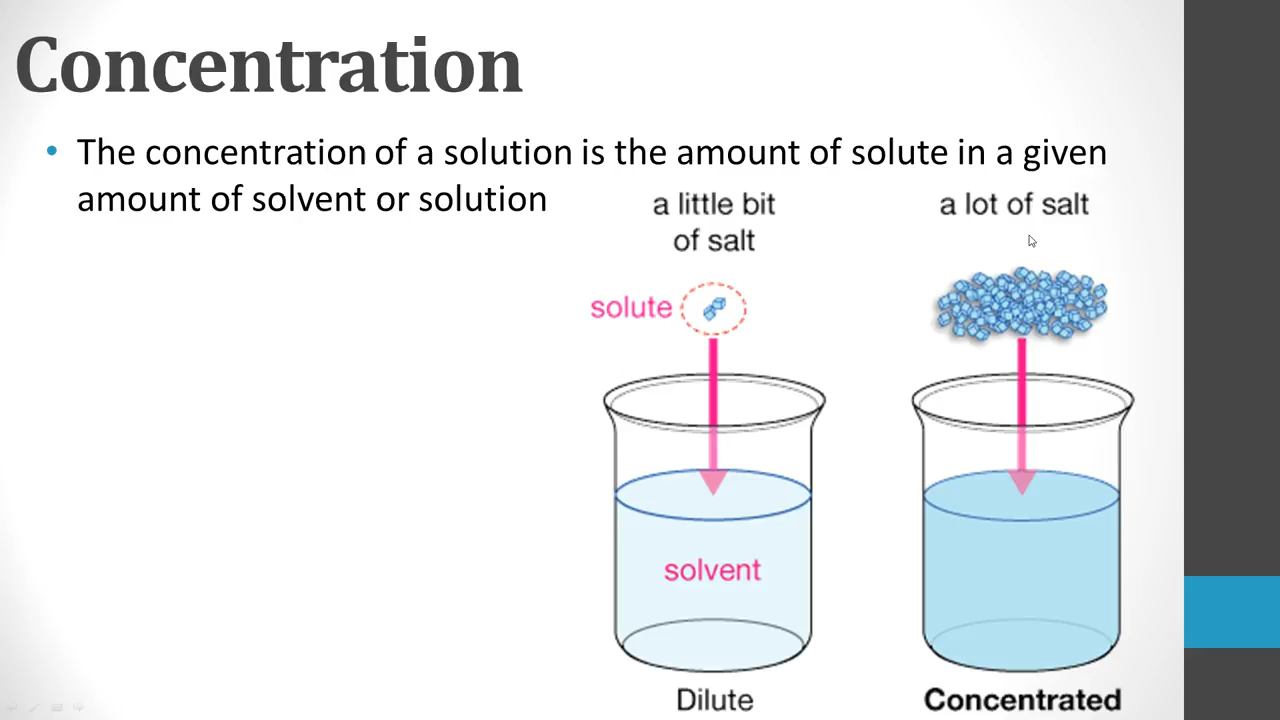 Concentration
• The concentration of a solution is the amount of solute in a given
amount of solvent or solution
a little bit
of salt
a lot of salt
solute
solvent
Dilute
Concentrated